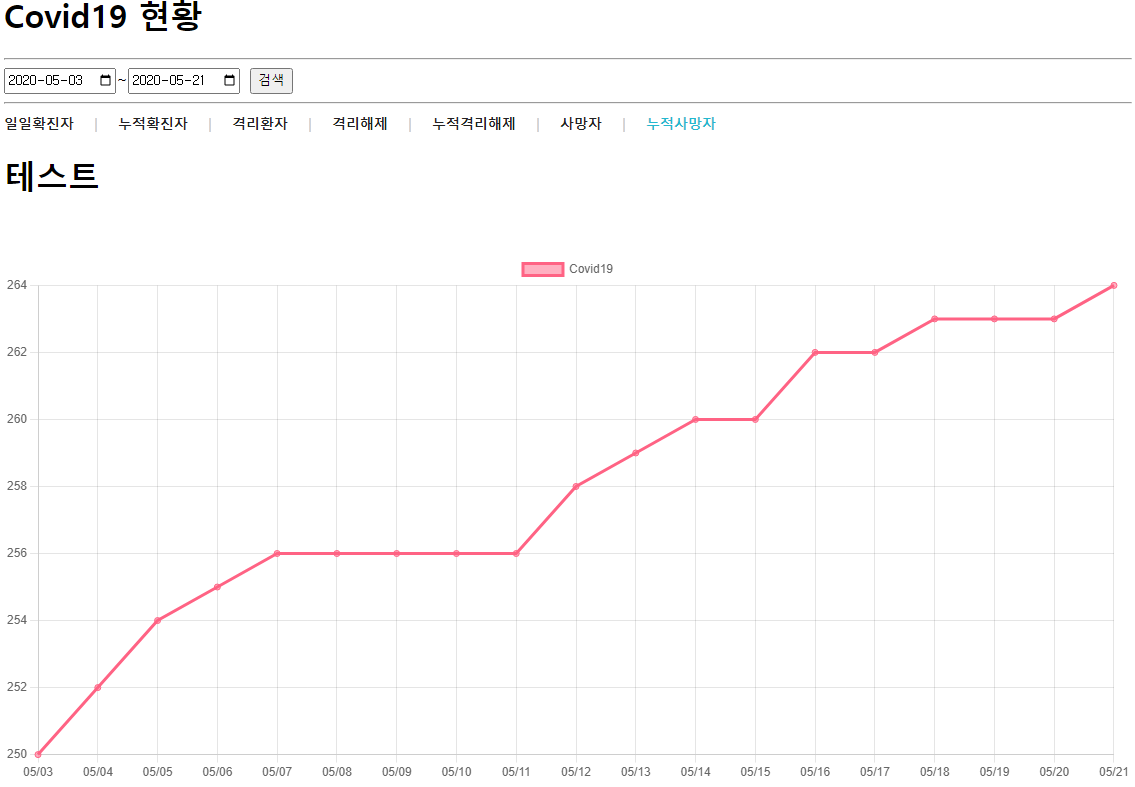 Covid19 현황
2020-05-03 ~ 2020-05-21 검색
일일확진자 | 누적확진자 | 격리환자 | 격리해제 | 누적격리해제 | 사망자 | 누적사망자
테스트
Covid19
264
262
260
258
256
254
252
250
05/03 05/04 05/05 05/06 05/07 05/08 05/09 05/10 05/11 05/12 05/13 05/14 05/15 05/16 05/17 05/18 05/19 05/20 05/21